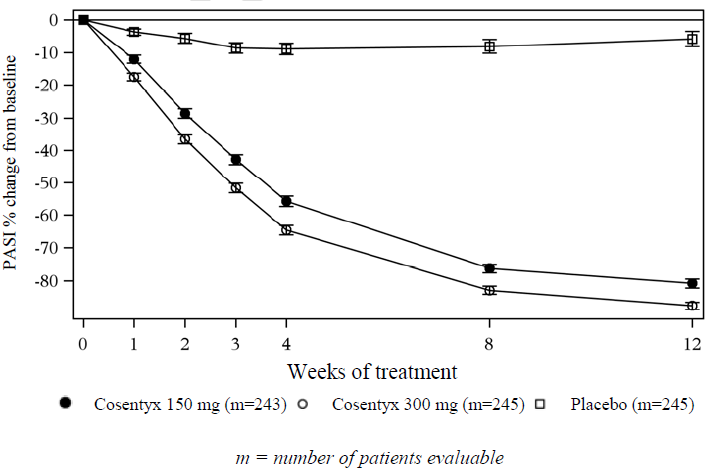 PASI % change from baseline
0
-10
-20
-30
-40
-50
-60
-70
-80
0 1 2 3 4 8 12
Weeks of treatment
Cosentyx 150 mg (m=243) Cosentyx 300 mg (m=245) Placebo (m=245)
m = number of patients evaluable